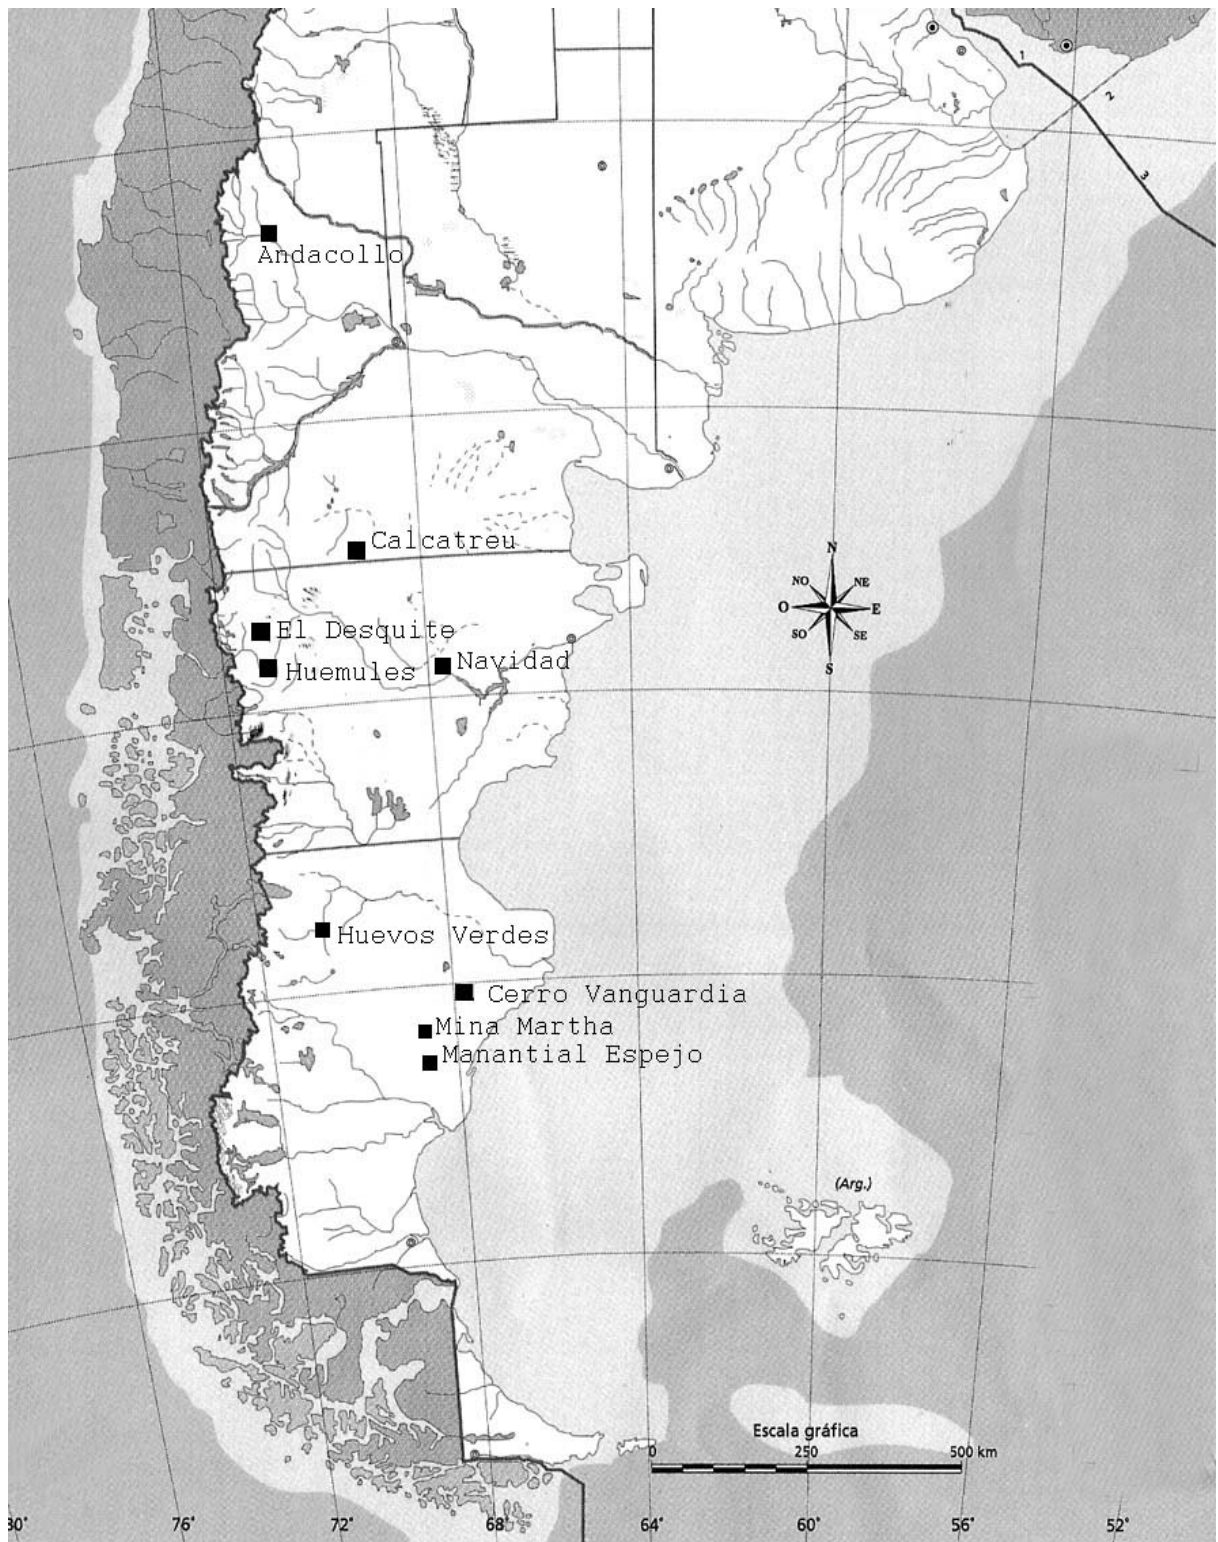 1
2
3
Andacollo
Calcatreu
N
NO NE
O E
SO SE
S
El Desquite
Huemules
Navidad
Huevos Verdes
Cerro Vanguardia
Mina Martha
Manantial Espejo
(Arg.)
Escala gráfica
0 250 500 km
80° 76° 72° 68° 64° 60° 56° 52°